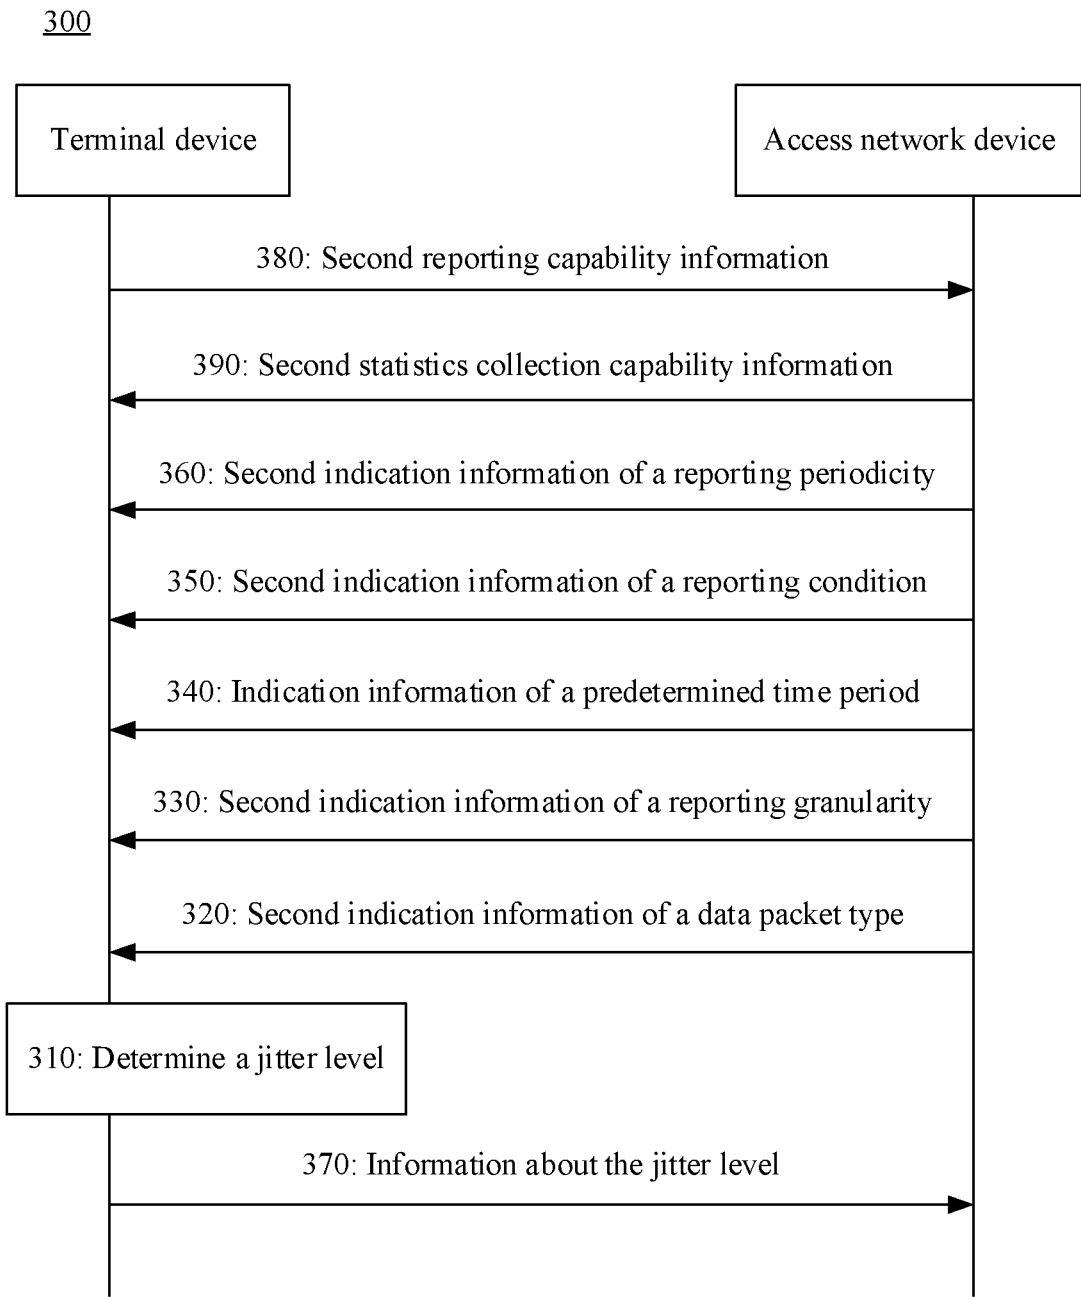 300
Terminal device
Access network device
380: Second reporting capability information
390: Second statistics collection capability information
360: Second indication information of a reporting periodicity
350: Second indication information of a reporting condition
340: Indication information of a predetermined time period
330: Second indication information of a reporting granularity
320: Second indication information of a data packet type
310: Determine a jitter level
370: Information about the jitter level